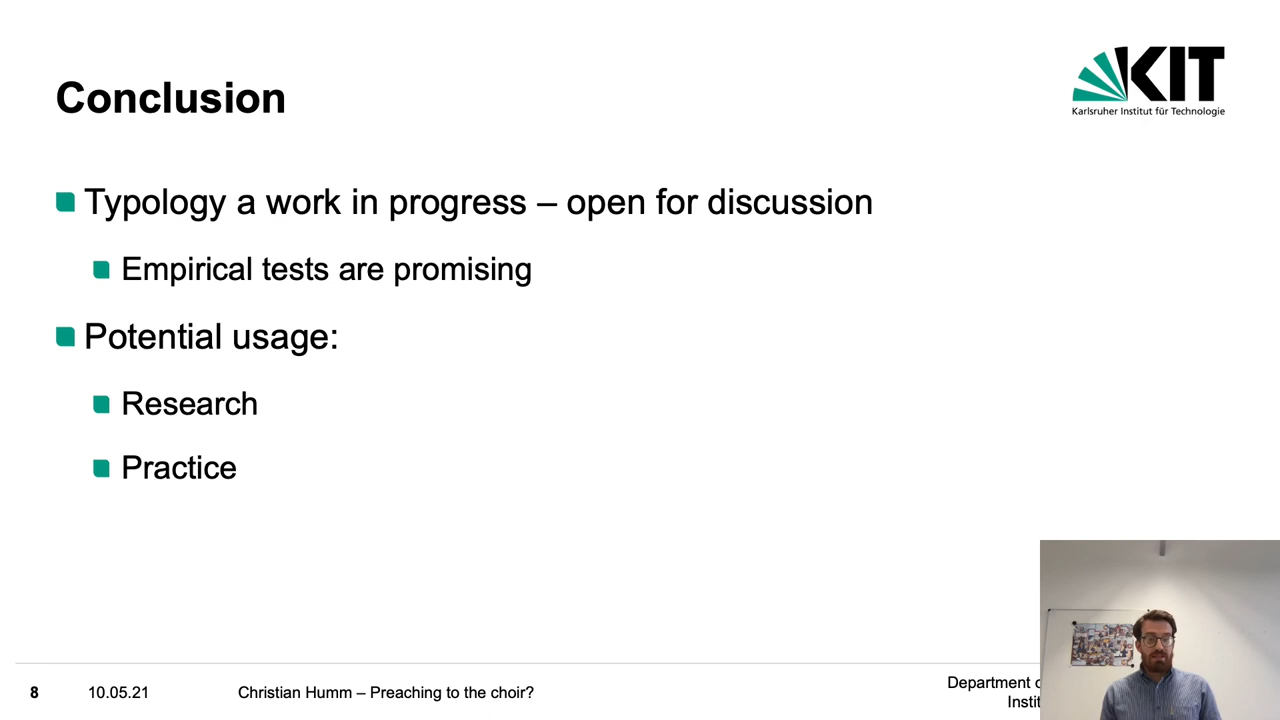 KIT
Karlsruher Institut für Technologie
Conclusion
Typology a work in progress – open for discussion
Empirical tests are promising
Potential usage:
Research
Practice
8 10.05.21 Christian Humm – Preaching to the choir?
Department